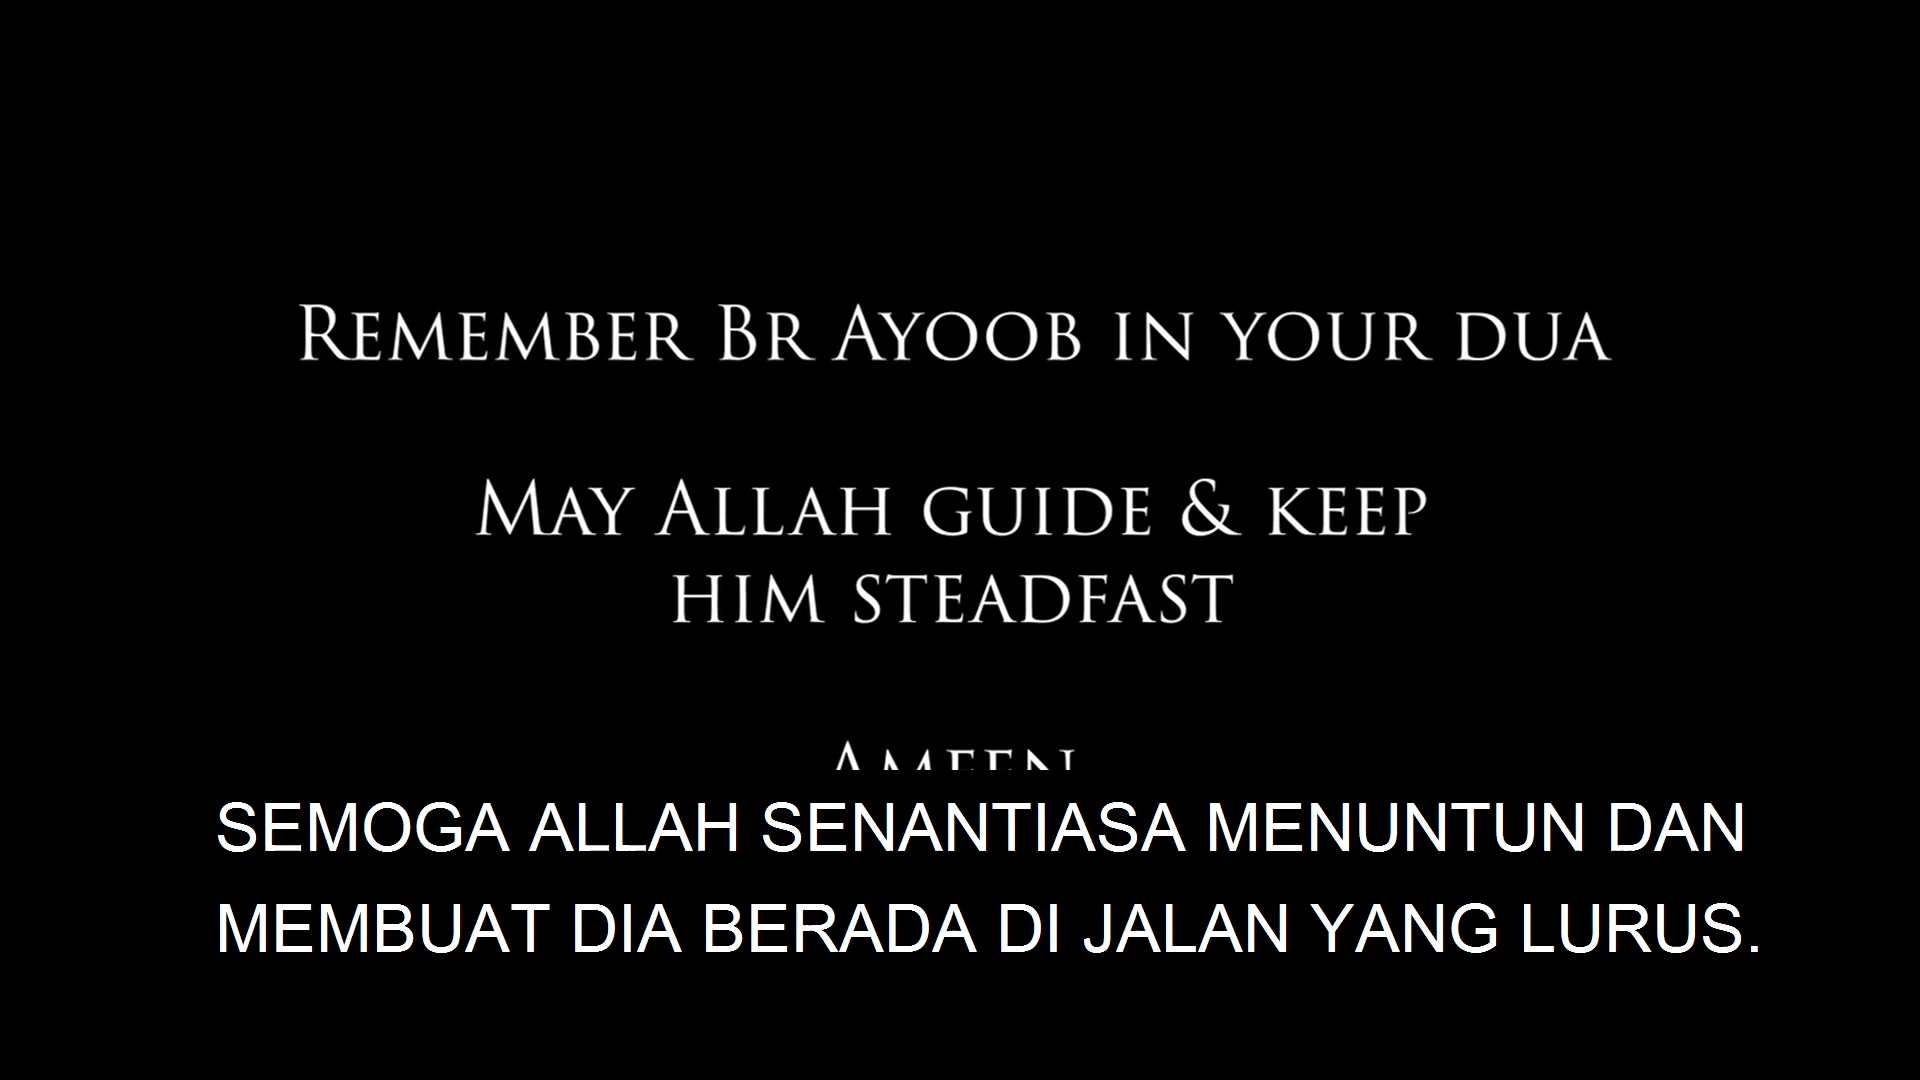 Remember Br Ayoob in your dua
May Allah guide & keep
him steadfast
Ameen
SEMOGA ALLAH SENANTIASA MENUNTUN DAN
MEMBUAT DIA BERADA DI JALAN YANG LURUS.